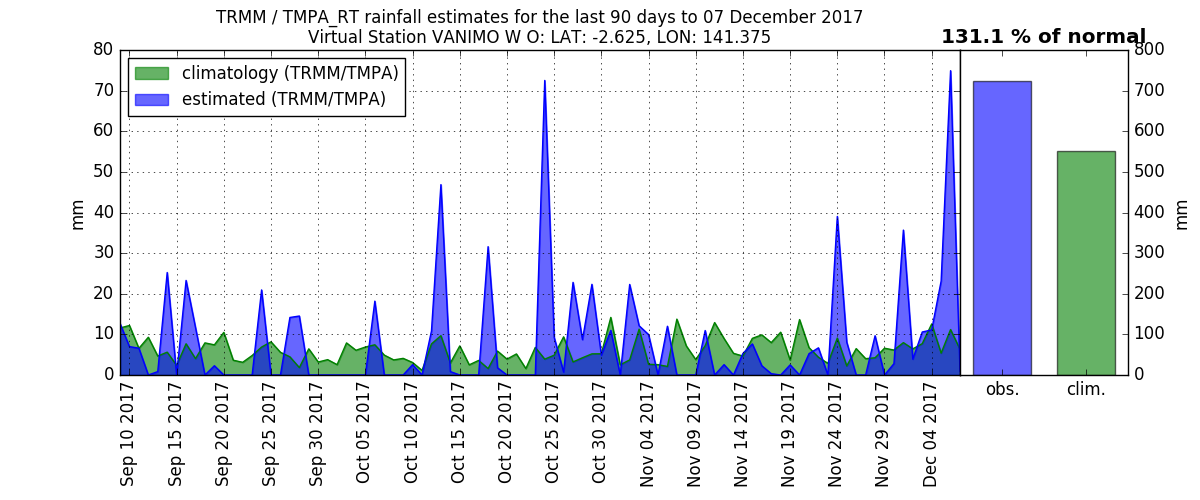 TRMM / TMPA_RT rainfall estimates for the last 90 days to 07 December 2017
Virtual Station VANIMO W O: LAT: -2.625, LON: 141.375
131.1 % of normal
climatology (TRMM/TMPA)
estimated (TRMM/TMPA)
80
70
60
50
40
30
20
10
0
mm
800
700
600
500
400
300
200
100
0
mm
Sep 10 2017
Sep 15 2017
Sep 20 2017
Sep 25 2017
Sep 30 2017
Oct 05 2017
Oct 10 2017
Oct 15 2017
Oct 20 2017
Oct 25 2017
Oct 30 2017
Nov 04 2017
Nov 09 2017
Nov 14 2017
Nov 19 2017
Nov 24 2017
Nov 29 2017
Dec 04 2017
obs.
clim.